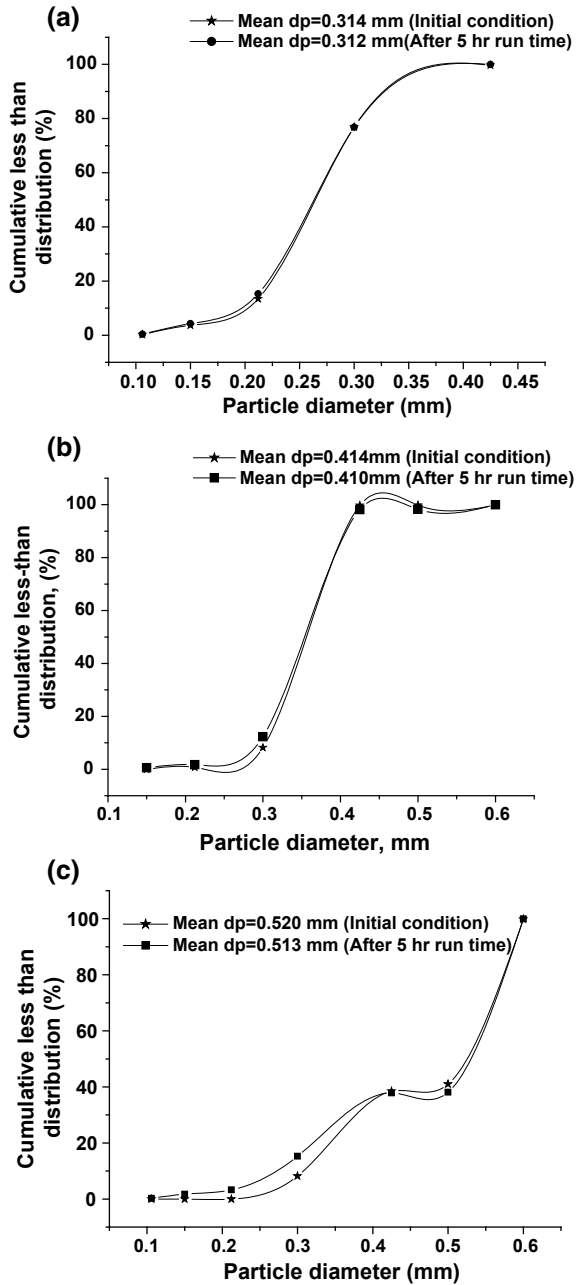 (a)
Mean dp=0.314 mm (Initial condition)
Mean dp=0.312 mm(After 5 hr run time)
100
80
60
40
20
0
Cumulative less than
distribution (%)
0.10 0.15 0.20 0.25 0.30 0.35 0.40 0.45
Particle diameter (mm)
(b)
Mean dp=0.414mm (Initial condition)
Mean dp=0.410mm (After 5 hr run time)
100
80
60
40
20
0
Cumulative less-than
distribution, (%)
0.1 0.2 0.3 0.4 0.5 0.6
Particle diameter, mm
(c)
Mean dp=0.520 mm (Initial condition)
Mean dp=0.513 mm (After 5 hr run time)
100
80
60
40
20
0
Cumulative less than
distribution (%)
0.1 0.2 0.3 0.4 0.5 0.6
Particle diameter (mm)